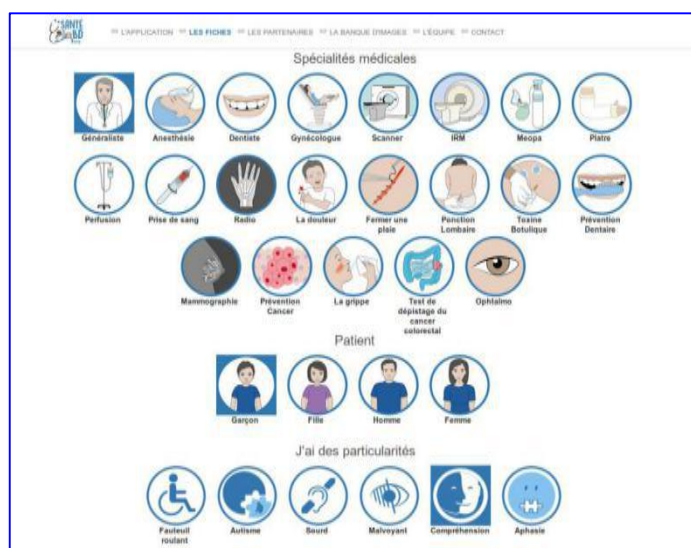 SANTÉ
BD
L'APPLICATION LES FICHES LES PARTENAIRES LA BANQUE D'IMAGES L'ÉQUIPE CONTACT
Spécialités médicales
Généraliste Anesthésie Dentiste Gynécologue Scanner IRM Meopa Platre
Perfusion Prise de sang Radio La douleur Fermer une plaie Ponction Lombaire Toxine Botulique Prévention Dentaire
Mammographie Prévention Cancer La grippe Test de dépistage du cancer colorectal Ophtalmo
Patient
Garçon Fille Homme Femme
J'ai des particularités
Fauteuil roulant Autisme Sourd Malvoyant Compréhension Aphasie